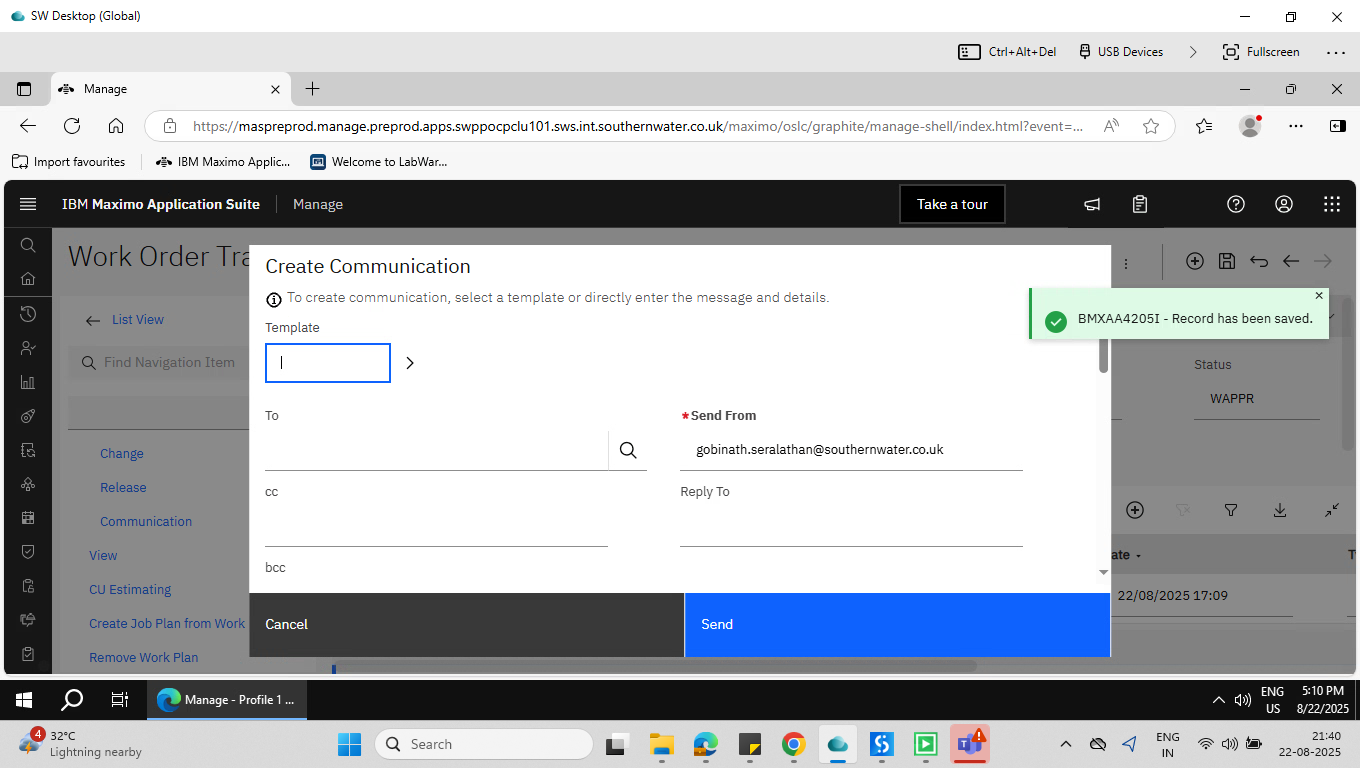 SW Desktop (Global)
Ctrl+Alt+Del
USB Devices
Fullscreen
Manage
https://maspreprod.manage.preprod.apps.swppocpclu101.sws.int.southernwater.co.uk/maximo/oslc/graphite/manage-shell/index.html?event=...
Import favourites
IBM Maximo Applic...
Welcome to LabWar...
IBM Maximo Application Suite
Manage
Take a tour
Work Order Tra
List View
Find Navigation Item
Change
Release
Communication
View
CU Estimating
Create Job Plan from Work
Remove Work Plan
Create Communication
To create communication, select a template or directly enter the message and details.
Template
To
*Send From
gobinath.seralathan@southernwater.co.uk
cc
Reply To
bcc
Cancel
Send
BMXAA4205I - Record has been saved.
Status
WAPPR
ate
22/08/2025 17:09
Manage - Profile 1 ...
ENG
US
5:10 PM
8/22/2025
4
32°C
Lightning nearby
Search
ENG
IN
21:40
22-08-2025